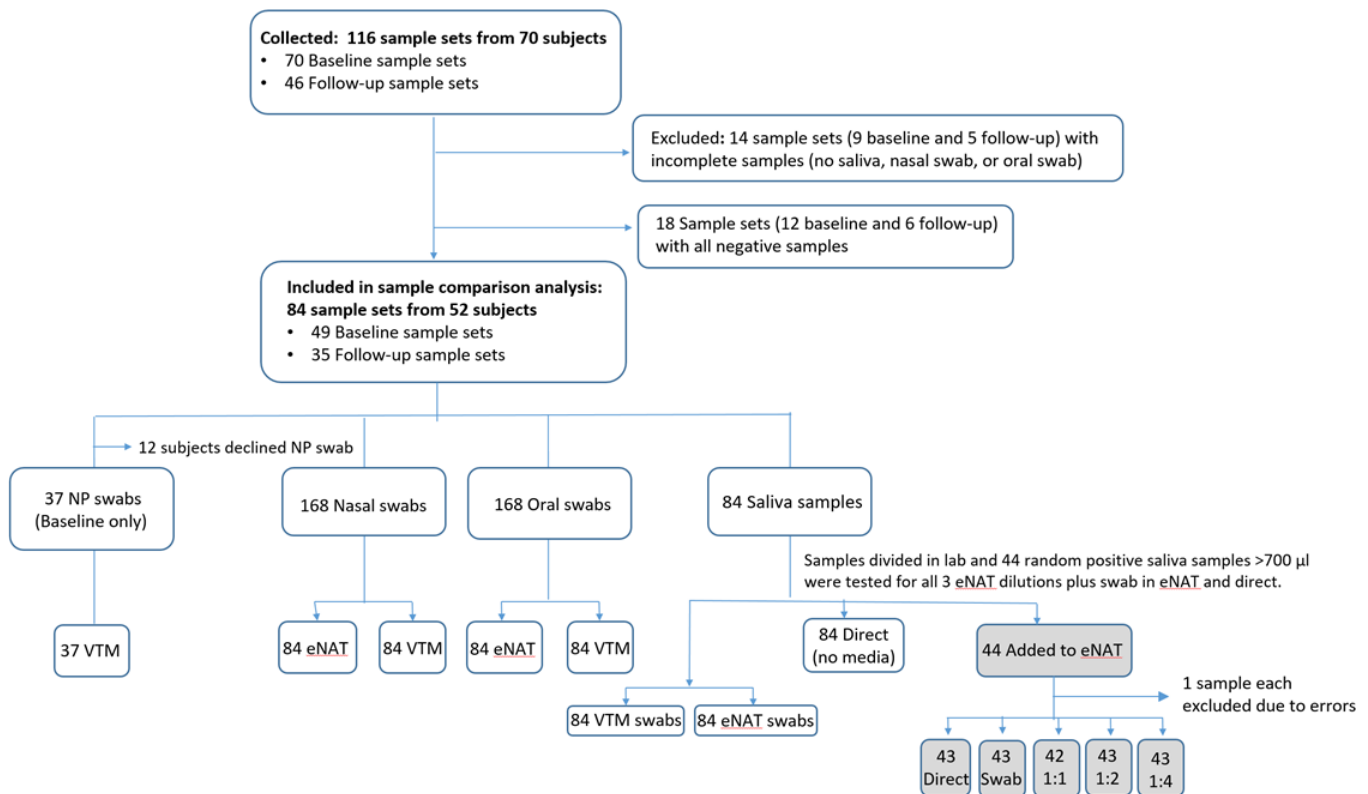 Collected:  116 sample sets from 70 subjects
• 70 Baseline sample sets
• 46 Follow-up sample sets
Excluded: 14 sample sets (9 baseline and 5 follow-up) with
incomplete samples (no saliva, nasal swab, or oral swab)
18 Sample sets (12 baseline and 6 follow-up)
with all negative samples
Included in sample comparison analysis:
84 sample sets from 52 subjects
• 49 Baseline sample sets
• 35 Follow-up sample sets
12 subjects declined NP swab
37 NP swabs
(Baseline only)
168 Nasal swabs
168 Oral swabs
84 Saliva samples
Samples divided in lab and 44 random positive saliva samples >700 µl
were tested for all 3 eNAT dilutions plus swab in eNAT and direct.
37 VTM
84 eNAT
84 VTM
84 eNAT
84 VTM
84 Direct
(no media)
44 Added to eNAT
84 VTM swabs
84 eNAT swabs
1 sample each
excluded due to errors
43
Direct
43
Swab
42
1:1
43
1:2
43
1:4